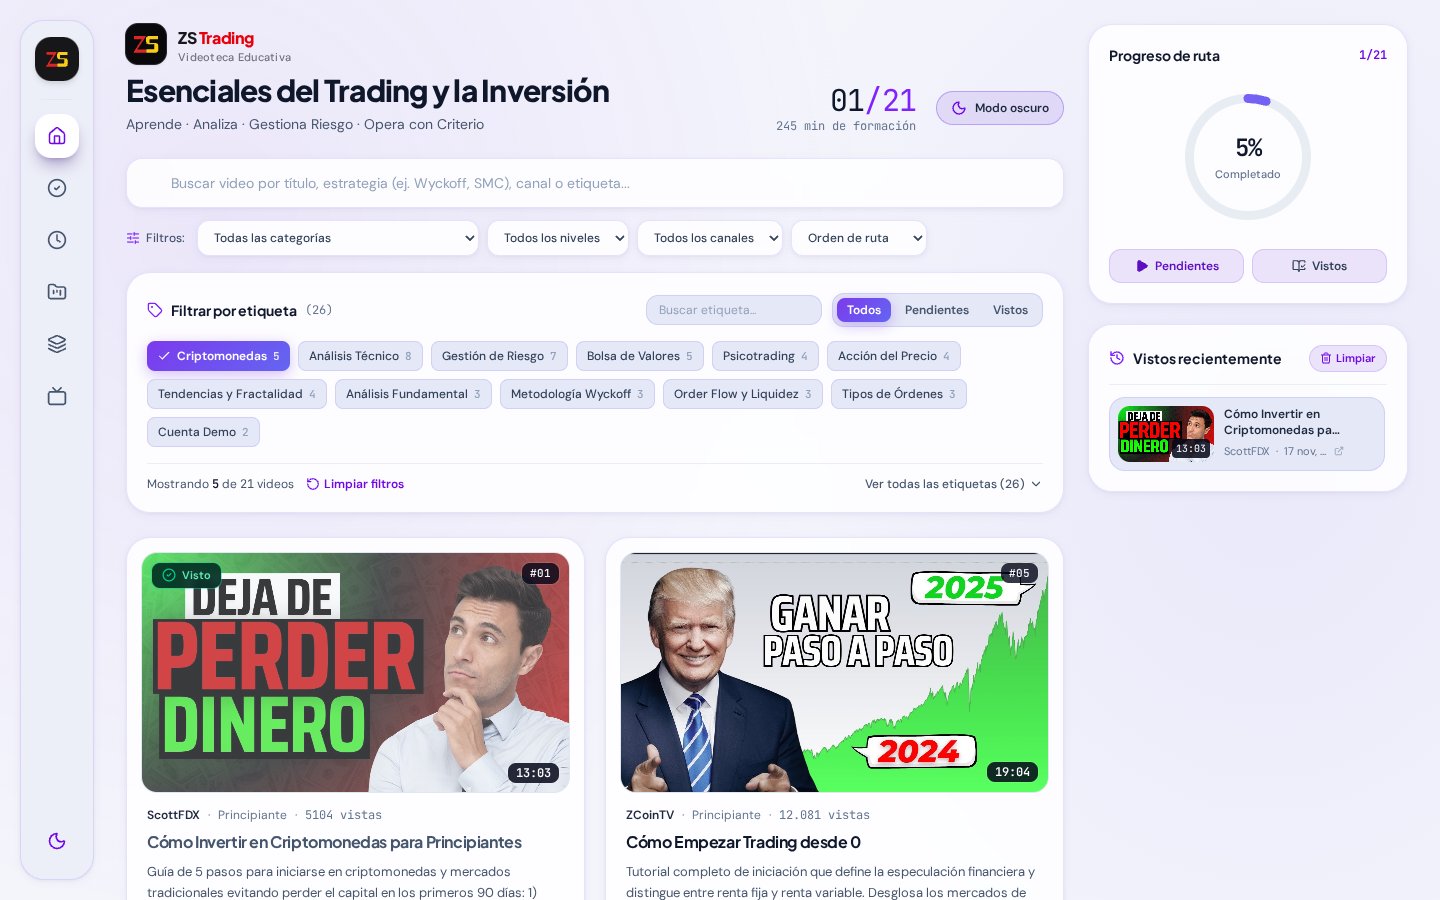 ZS
ZS Trading
Videoteca Educativa
Esenciales del Trading y la Inversión
Aprende · Analiza · Gestiona Riesgo · Opera con Criterio
01/21
245 min de formación
Modo oscuro
Buscar video por título, estrategia (ej. Wyckoff, SMC), canal o etiqueta...
Filtros:
Todas las categorías
Todos los niveles
Todos los canales
Orden de ruta
Filtrar por etiqueta (26)
Buscar etiqueta...
Todos
Pendientes
Vistos
Criptomonedas 5
Análisis Técnico 8
Gestión de Riesgo 7
Bolsa de Valores 5
Psicotrading 4
Acción del Precio 4
Tendencias y Fractalidad 4
Análisis Fundamental 3
Metodología Wyckoff 3
Order Flow y Liquidez 3
Tipos de Órdenes 3
Cuenta Demo 2
Mostrando 5 de 21 videos
Limpiar filtros
Ver todas las etiquetas (26)
Visto
#01
DEJA DE
PERDER
DINERO
13:03
ScottFDX · Principiante · 5104 vistas
Cómo Invertir en Criptomonedas para Principiantes
Guía de 5 pasos para iniciarse en criptomonedas y mercados
tradicionales evitando perder el capital en los primeros 90 días: 1)
#05
2025
GANAR
PASO A PASO
2024
19:04
ZCoinTV · Principiante · 12.081 vistas
Cómo Empezar Trading desde 0
Tutorial completo de iniciación que define la especulación financiera y
distingue entre renta fija y renta variable. Desglosa los mercados de
Progreso de ruta
1/21
5%
Completado
Pendientes
Vistos
Vistos recientemente
Limpiar
DEJA DE
PERDER
DINERO
13:03
Cómo Invertir en
Criptomonedas pa…
ScottFDX · 17 nov, …